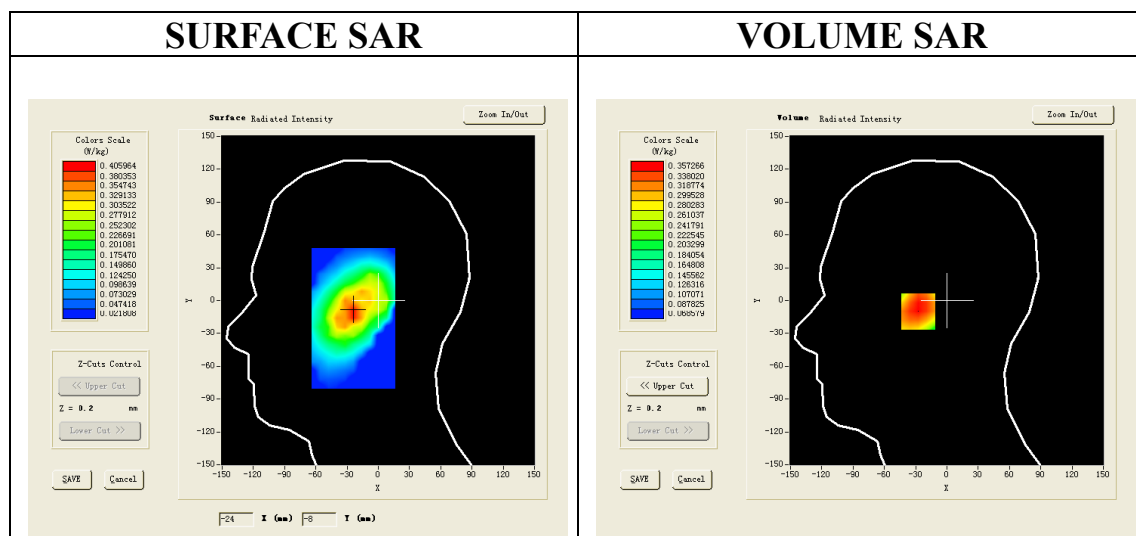 SURFACE SAR
VOLUME SAR
Surface Radiated Intensity
Zoom In/Out
Colors Scale
(W/kg)
0.405964
0.380353
0.354743
0.329133
0.303522
0.277912
0.252302
0.226691
0.201081
0.175470
0.149860
0.124250
0.098639
0.073029
0.047418
0.021808
Z-Cuts Control
<< Upper Cut
Z = 0.2 mm
Lower Cut >>
SAVE
Cancel
150
120
90
60
30
0
-30
-60
-90
-120
-150
Y
-150 -120 -90 -60 -30 0 30 60 90 120 150
X
-24 X (mm) -8 Y (mm)
Volume Radiated Intensity
Zoom In/Out
Colors Scale
(W/kg)
0.357266
0.338020
0.318774
0.299528
0.280283
0.261037
0.241791
0.222545
0.203299
0.184054
0.164808
0.145562
0.126316
0.107071
0.087825
0.068579
Z-Cuts Control
<< Upper Cut
Z = 0.2 mm
Lower Cut >>
SAVE
Cancel
150
120
90
60
30
0
-30
-60
-90
-120
-150
Y
-150 -120 -90 -60 -30 0 30 60 90 120 150
X